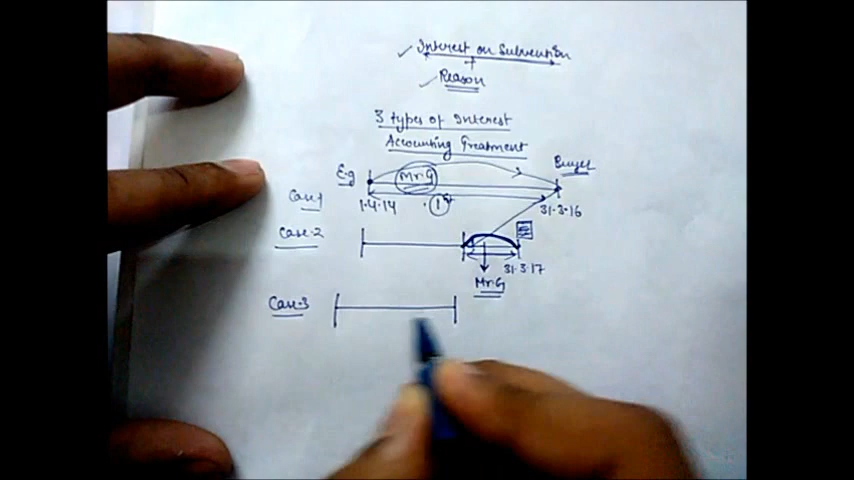 Interest on Subvention
Reason
3 types of Interest
Accounting Treatment
E.g Mr.G Buyer
Case-1 1.4.14 1st 31.3.16
Case-2
31.3.17
Mr.G
Case-3